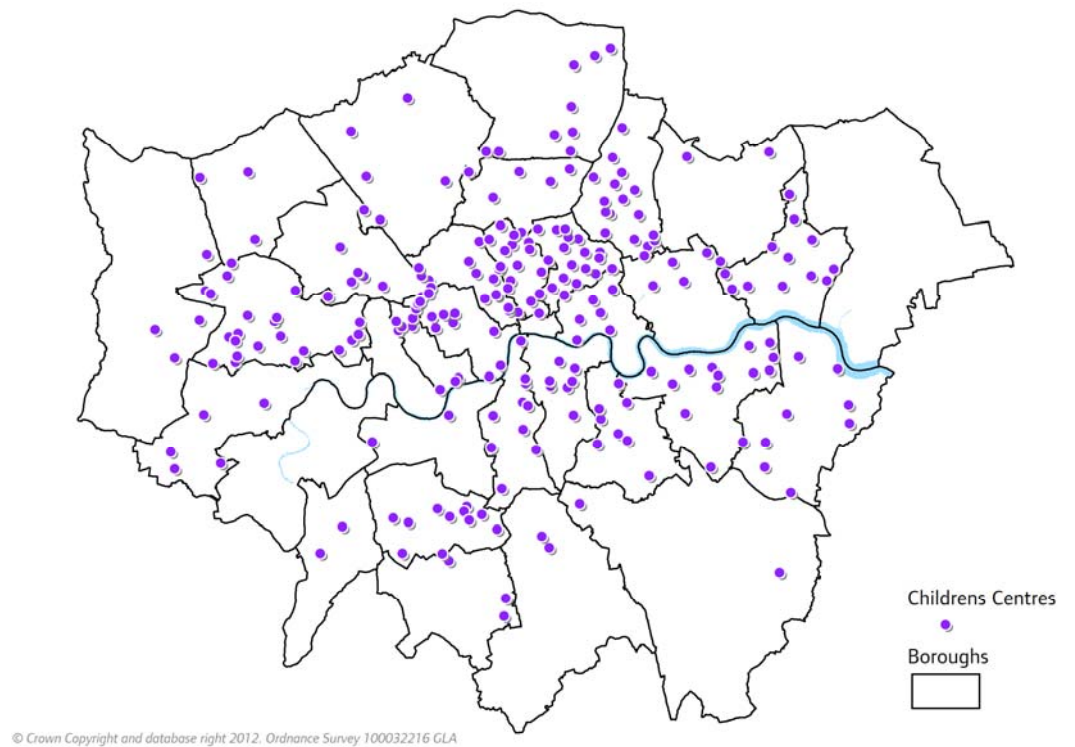 Childrens Centres
Boroughs
© Crown Copyright and database right 2012. Ordnance Survey 100032216 GLA